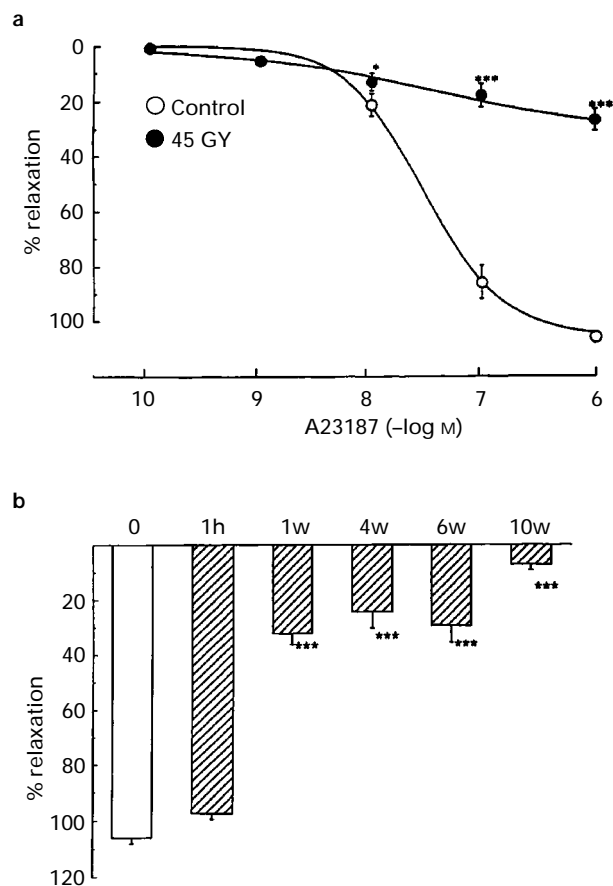 a
0
20
40
60
80
100
% relaxation
Control
45 GY
*
***
***
10 9 8 7 6
A23187 (–log M)
b
0 1h 1w 4w 6w 10w
20
40
60
80
100
120
% relaxation
***
***
***
***